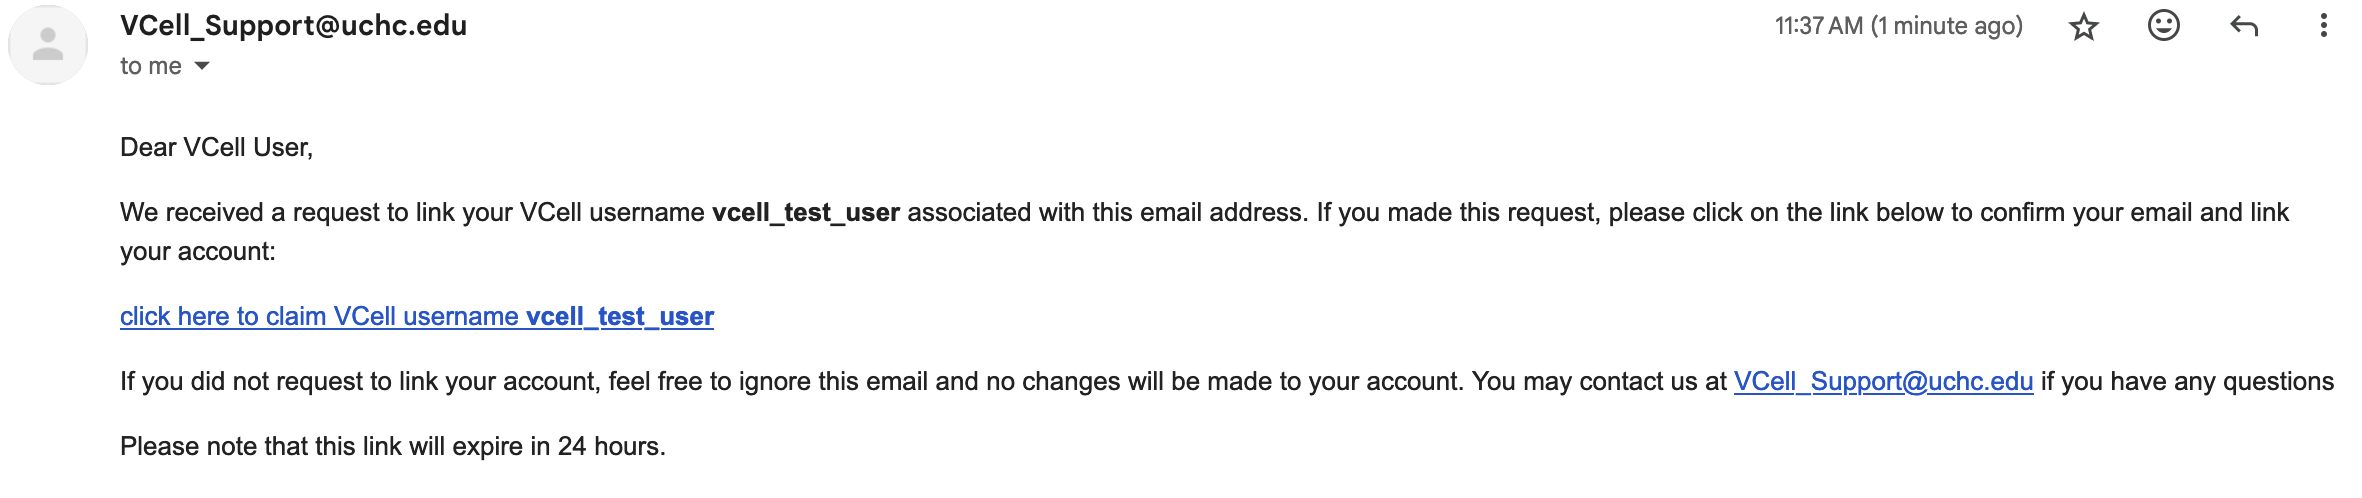 VCell_Support@uchc.edu
11:37 AM (1 minute ago)
to me
Dear VCell User,
We received a request to link your VCell username vcell_test_user associated with this email address. If you made this request, please click on the link below to confirm your email and link
your account:
click here to claim VCell username vcell_test_user
If you did not request to link your account, feel free to ignore this email and no changes will be made to your account. You may contact us at VCell_Support@uchc.edu if you have any questions
Please note that this link will expire in 24 hours.